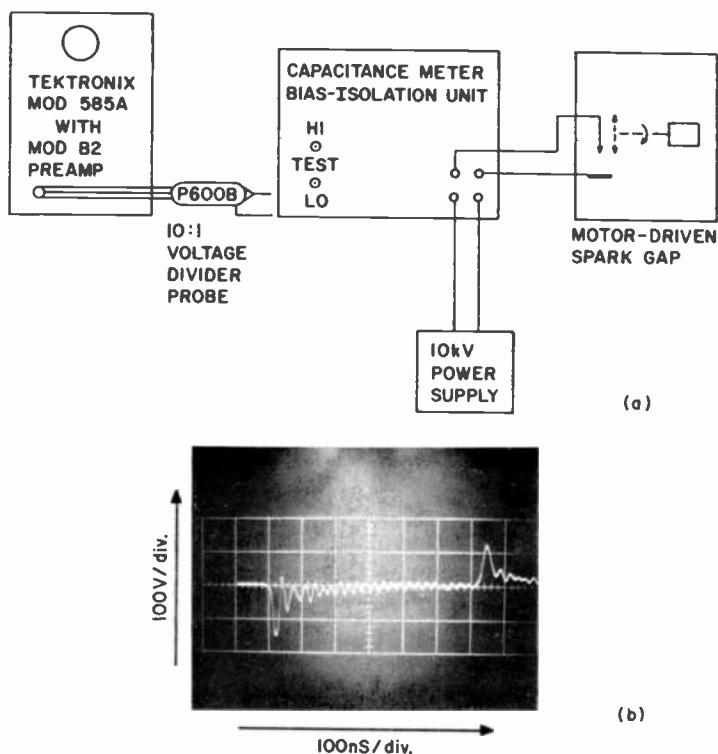 TEKTRONIX
MOD 585A
WITH
MOD 82
PREAMP
P600B
10:1
VOLTAGE
DIVIDER
PROBE
CAPACITANCE METER
BIAS-ISOLATION UNIT
HI
TEST
LO
MOTOR-DRIVEN
SPARK GAP
10kV
POWER
SUPPLY
(a)
100V/div.
100nS/div.
(b)